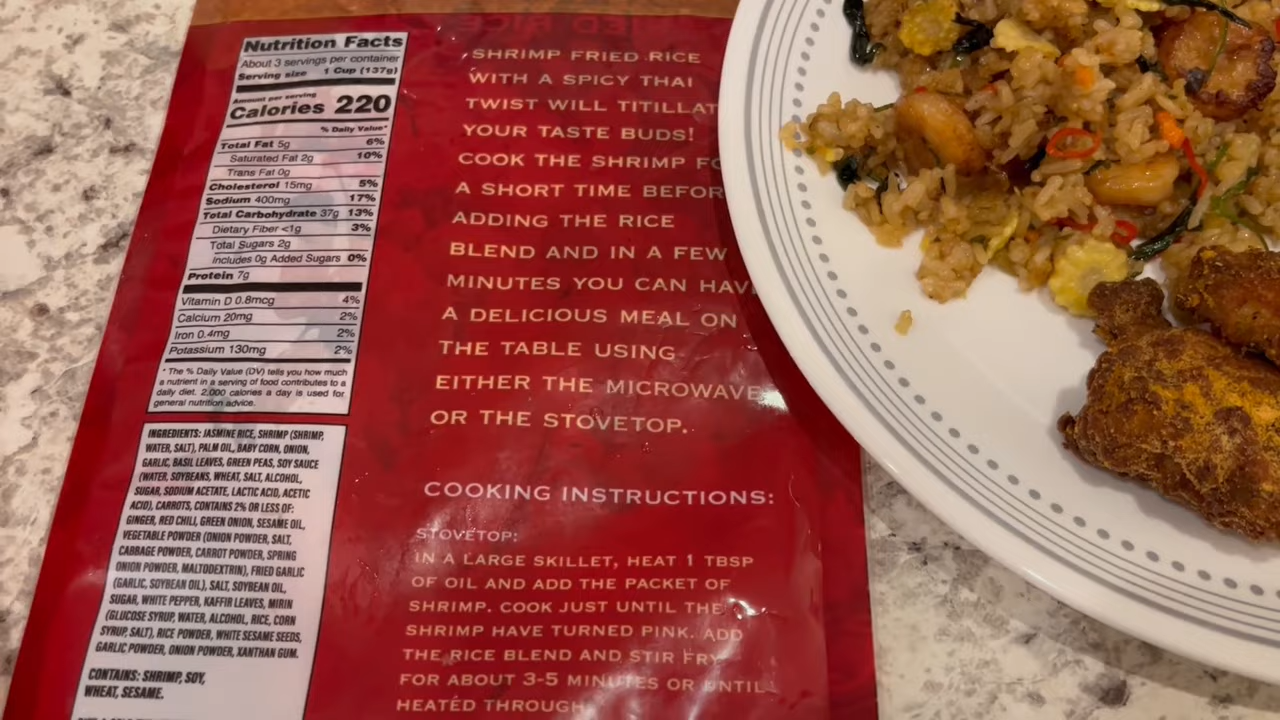 Nutrition Facts
About 3 servings per container
Serving size 1 Cup (137g)
Amount per serving
Calories 220
% Daily Value*
Total Fat 5g 6%
Saturated Fat 2g 10%
Trans Fat 0g
Cholesterol 15mg 5%
Sodium 400mg 17%
Total Carbohydrate 37g 13%
Dietary Fiber <1g 3%
Total Sugars 2g
Includes 0g Added Sugars 0%
Protein 7g
Vitamin D 0.8mcg 4%
Calcium 20mg 2%
Iron 0.4mg 2%
Potassium 130mg 2%
* The % Daily Value (DV) tells you how much
a nutrient in a serving of food contributes to a
daily diet. 2,000 calories a day is used for
general nutrition advice.
INGREDIENTS: JASMINE RICE, SHRIMP (SHRIMP,
WATER, SALT), PALM OIL, BABY CORN, ONION,
GARLIC, BASIL LEAVES, GREEN PEAS, SOY SAUCE
(WATER, SOYBEANS, WHEAT, SALT, ALCOHOL,
SUGAR, SODIUM ACETATE, LACTIC ACID, ACETIC
ACID), CARROTS, CONTAINS 2% OR LESS OF:
GINGER, RED CHILI, GREEN ONION, SESAME OIL,
VEGETABLE POWDER (ONION POWDER, SALT,
CABBAGE POWDER, CARROT POWDER, SPRING
ONION POWDER, MALTODEXTRIN), FRIED GARLIC
(GARLIC, SOYBEAN OIL), SALT, SOYBEAN OIL,
SUGAR, WHITE PEPPER, KAFFIR LEAVES, MIRIN
(GLUCOSE SYRUP, WATER, ALCOHOL, RICE, CORN
SYRUP, SALT), RICE POWDER, WHITE SESAME SEEDS,
GARLIC POWDER, ONION POWDER, XANTHAN GUM.
CONTAINS: SHRIMP, SOY,
WHEAT, SESAME.
SHRIMP FRIED RICE
WITH A SPICY THAI
TWIST WILL TITILLAT
YOUR TASTE BUDS!
COOK THE SHRIMP FO
A SHORT TIME BEFOR
ADDING THE RICE
BLEND AND IN A FEW
MINUTES YOU CAN HAV
A DELICIOUS MEAL ON
THE TABLE USING
EITHER THE MICROWAVE
OR THE STOVETOP.
COOKING INSTRUCTIONS:
STOVETOP:
IN A LARGE SKILLET, HEAT 1 TBSP
OF OIL AND ADD THE PACKET OF
SHRIMP. COOK JUST UNTIL THE
SHRIMP HAVE TURNED PINK. ADD
THE RICE BLEND AND STIR FRY
FOR ABOUT 3-5 MINUTES OR UNTIL
HEATED THROUGH